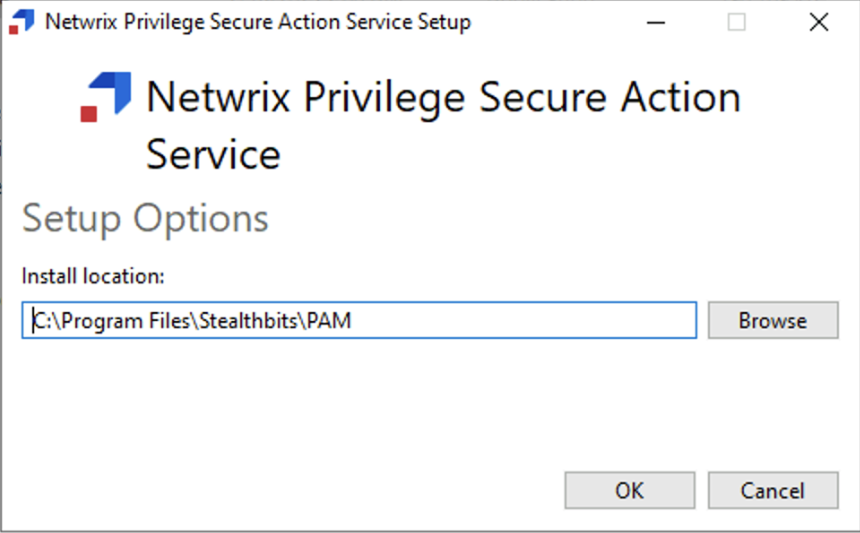 Netwrix Privilege Secure Action Service Setup
Netwrix Privilege Secure Action
Service
Setup Options
Install location:
C:\Program Files\Stealthbits\PAM
Browse
OK
Cancel